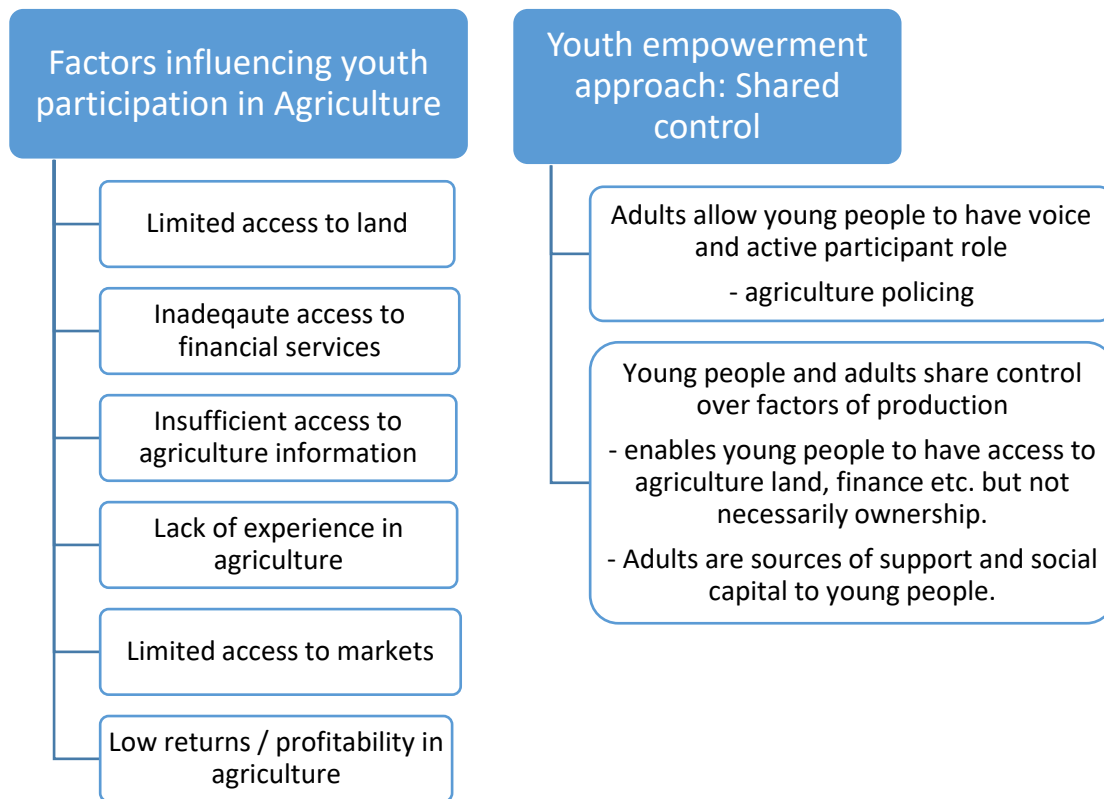 Factors influencing youth
participation in Agriculture
Limited access to land
Inadeqaute access to
financial services
Insufficient access to
agriculture information
Lack of experience in
agriculture
Limited access to markets
Low returns / profitability in
agriculture
Youth empowerment
approach: Shared
control
Adults allow young people to have voice
and active participant role
- agriculture policing
Young people and adults share control
over factors of production
- enables young people to have access to
agriculture land, finance etc. but not
necessarily ownership.
- Adults are sources of support and social
capital to young people.